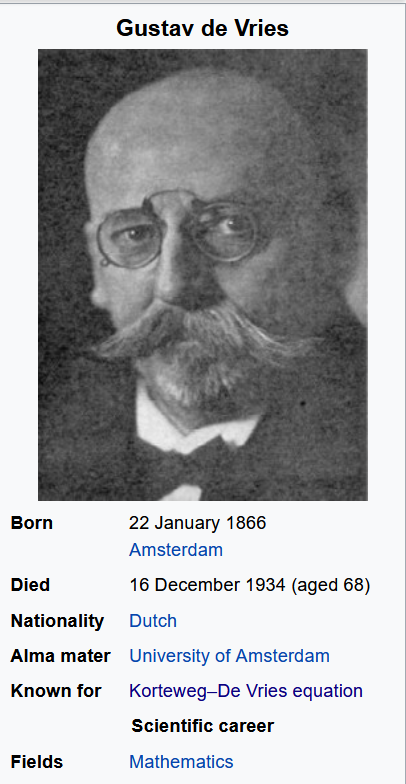 Gustav de Vries
Born 22 January 1866
Amsterdam
Died 16 December 1934 (aged 68)
Nationality Dutch
Alma mater University of Amsterdam
Known for Korteweg–De Vries equation
Scientific career
Fields Mathematics